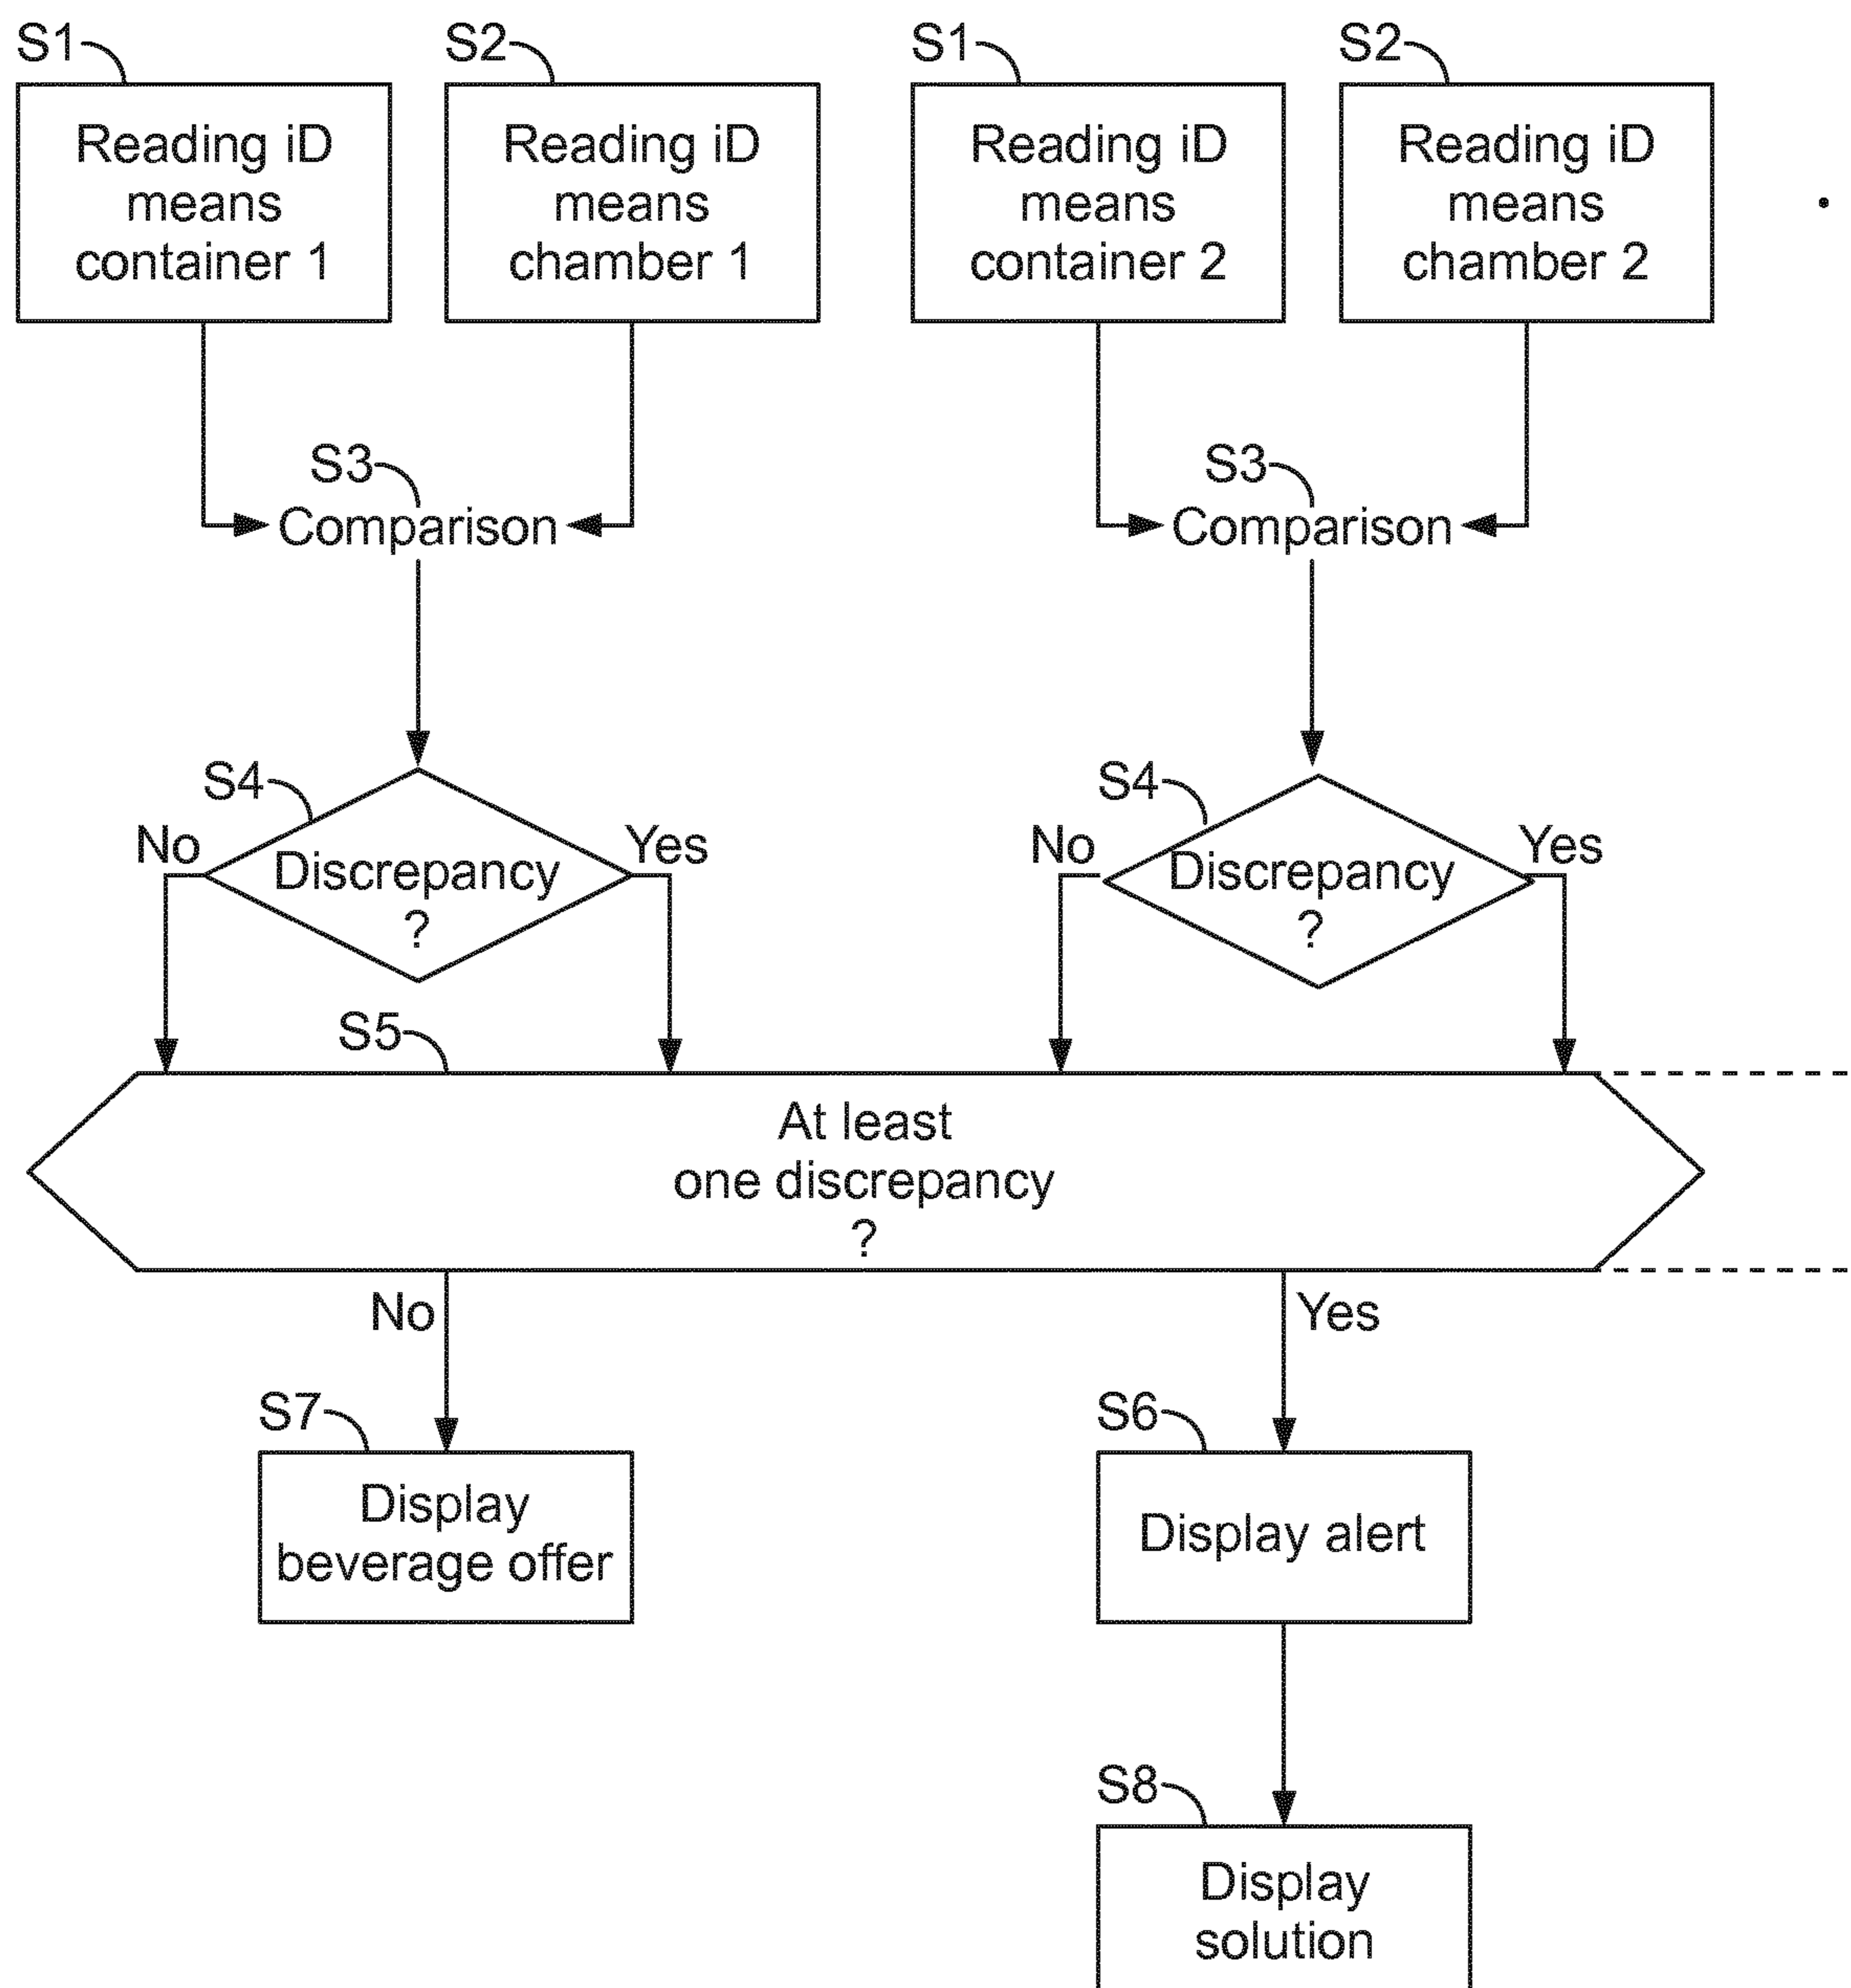 S1
S2
S1
S2
Reading iD
means
container 1
Reading iD
means
chamber 1
Reading iD
means
container 2
Reading iD
means
chamber 2
S3
Comparison
S3
Comparison
S4
No
Yes
Discrepancy
?
S4
No
Yes
Discrepancy
?
S5
At least
one discrepancy
?
No
Yes
S7
Display
beverage offer
S6
Display alert
S8
Display
solution